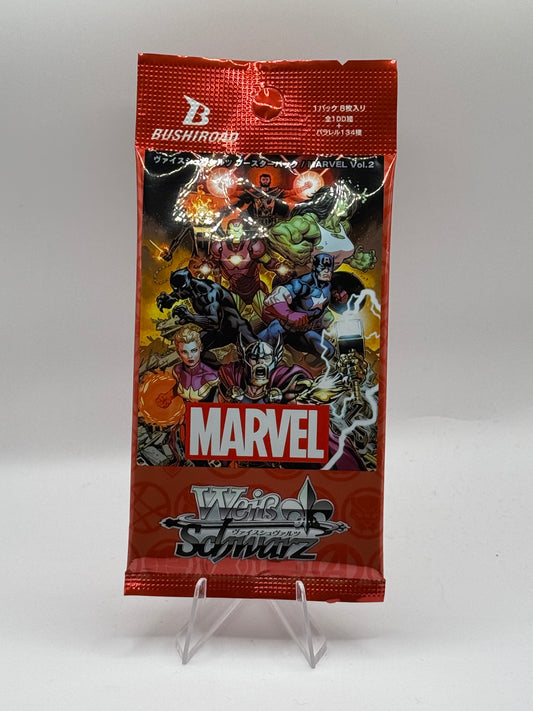 BUSHIROAD
1パック 8枚入り
全100種
+
パラレル134種
ヴァイスシュヴァルツ ブースターパック / MARVEL Vol.2
MARVEL
Weiß
ヴァイスシュヴァルツ
Schwarz